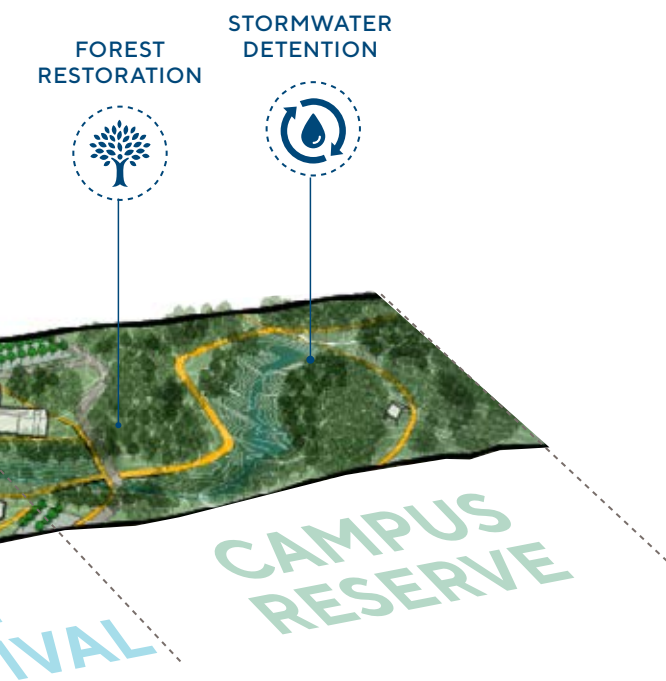 STORMWATER
DETENTION
FOREST
RESTORATION
CAMPUS
RESERVE